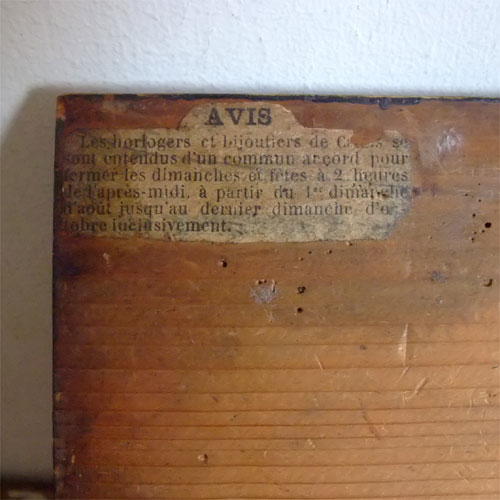 AVIS
Les horlogers et bijoutiers de se
sont entendus d'un commun accord pour
fermer les dimanches et fêtes à 2 heures
de l'après-midi, à partir du 1er dimanche
d'août jusqu'au dernier dimanche d'oc
tobre inclusivement.